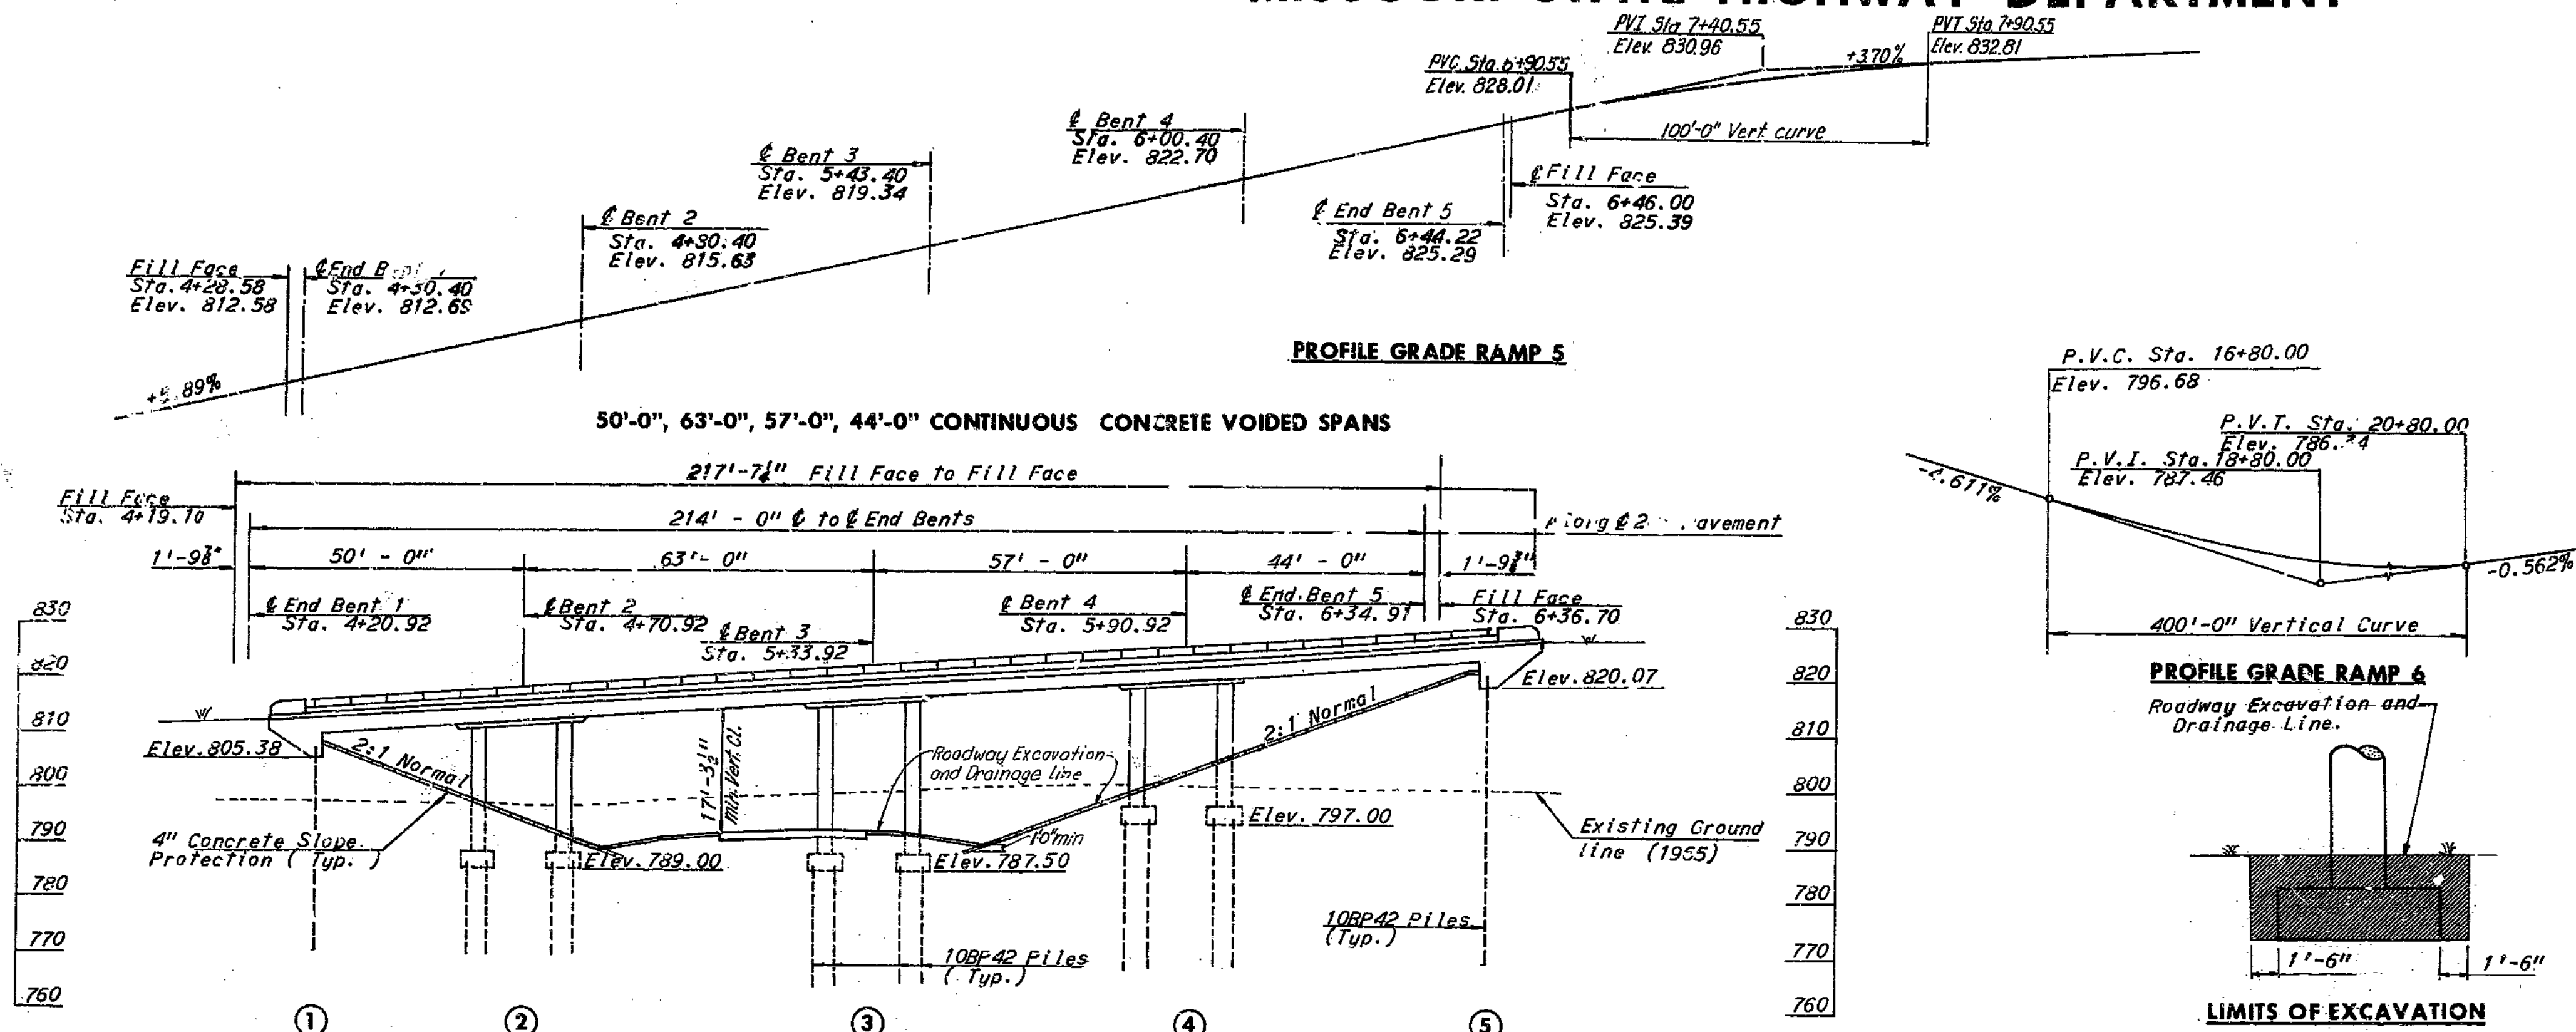 MISSOURI STATE HIGHWAY DEPARTMENT
PVI Sta 7+40.55
Elev. 830.96
PVT Sta. 7+90.55
Elev. 832.81
+3.70%
PVC Sta. 6+90.55
Elev. 828.01
100'-0" Vert curve
℄ Bent 4
Sta. 6+00.40
Elev. 822.70
℄ Bent 3
Sta. 5+43.40
Elev. 819.34
℄ Fill Face
Sta. 6+46.00
Elev. 825.39
℄ End Bent 5
Sta. 6+44.22
Elev. 825.29
℄ Bent 2
Sta. 4+80.40
Elev. 815.63
Fill Face
Sta. 4+28.58
Elev. 812.58
℄ End
Sta. 4+30.40
Elev. 812.69
+5.89%
PROFILE GRADE RAMP 5
P.V.C. Sta. 16+80.00
Elev. 796.68
P.V.T. Sta. 20+80.00
Elev.
P.V.I. Sta. 18+80.00
Elev. 787.46
-4.611%
-0.562%
400'-0" Vertical Curve
PROFILE GRADE RAMP 6
50'-0", 63'-0", 57'-0", 44'-0" CONTINUOUS CONCRETE VOIDED SPANS
217'-7¼" Fill Face to Fill Face
Fill Face
Sta. 4+19.10
214' - 0" ℄ to ℄ End Bents
Along ℄
1'-9⅞"
50' - 0"
63'- 0"
57' - 0"
44' - 0"
1'-9⅜"
℄ End Bent 1
Sta. 4+20.92
℄ Bent 2
Sta. 4+70.92
℄ Bent 3
Sta. 5+33.92
℄ Bent 4
Sta. 5+90.92
℄ End Bent 5
Sta. 6+34.91
Fill Face
Sta. 6+36.70
830
820
810
800
790
780
770
760
830
820
810
800
790
780
770
760
Elev. 805.38
2:1 Normal
17'-3½"
min. Vert. Cl.
Roadway Excavation
and Drainage Line
2:1 Normal
Elev. 820.07
4" Concrete Slope
Protection ( Typ. )
Elev. 789.00
1'0" min
Elev. 787.50
Elev. 797.00
Existing Ground
line (1955)
10BP42 Piles
( Typ. )
10BP42 Piles
(Typ.)
1
2
3
4
5
Roadway Excavation and
Drainage Line.
1'-6"
1'-6"
LIMITS OF EXCAVATION